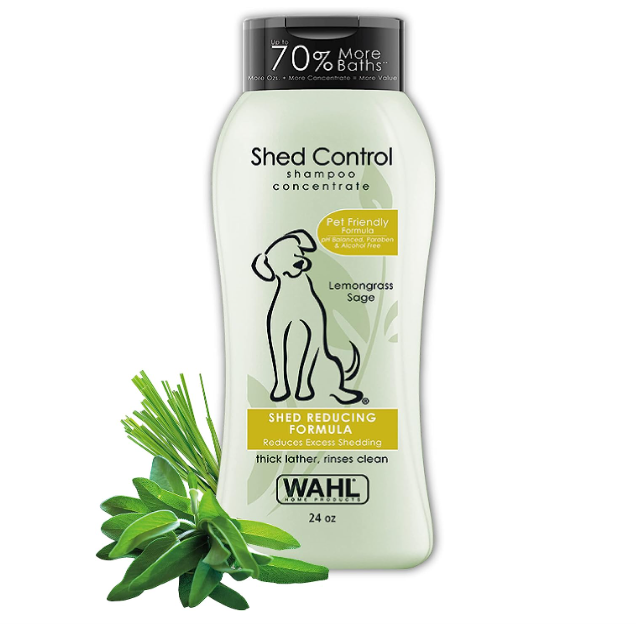 Up to
70% More
Baths**
More Ozs. + More Concentrate = More Value
Shed Control
shampoo
concentrate
Pet Friendly
Formula
pH Balanced, Paraben
& Alcohol Free
Lemongrass
Sage
®
SHED REDUCING
FORMULA
Reduces Excess Shedding
thick lather, rinses clean
WAHL®
HOME PRODUCTS
24 oz